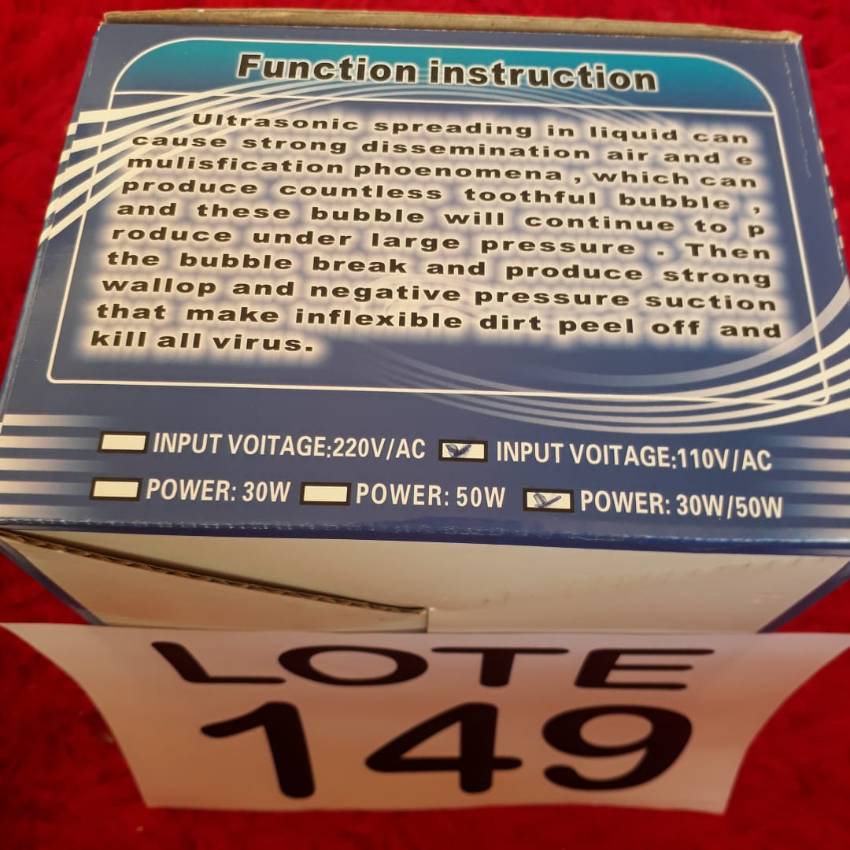 Function instruction
Ultrasonic spreading in liquid can
cause strong dissemination air and e
mulisfication phoenomena , which can
produce countless toothful bubble ,
and these bubble will continue to p
roduce under large pressure . Then
the bubble break and produce strong
wallop and negative pressure suction
that make inflexible dirt peel off and
kill all virus.
INPUT VOITAGE:220V/AC INPUT VOITAGE:110V/AC
POWER: 30W POWER: 50W POWER: 30W/50W
LOTE
149